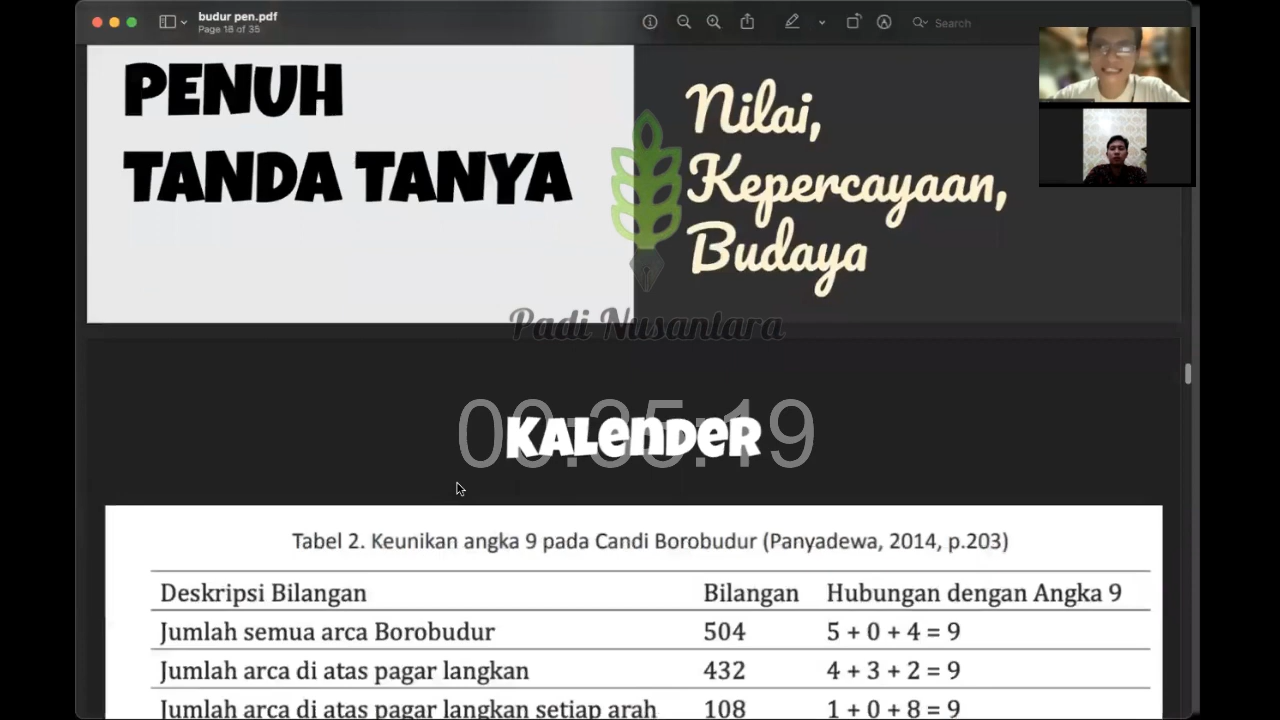 budur pen.pdf
Page 18 of 35
Search
PENUH
TANDA TANYA
Nilai,
Kepercayaan,
Budaya
Padi Nusantara
00:35:19
KALENDER
Tabel 2. Keunikan angka 9 pada Candi Borobudur (Panyadewa, 2014, p.203)
Deskripsi Bilangan Bilangan Hubungan dengan Angka 9
Jumlah semua arca Borobudur 504 5 + 0 + 4 = 9
Jumlah arca di atas pagar langkan 432 4 + 3 + 2 = 9
Jumlah arca di atas pagar langkan setiap arah 108 1 + 0 + 8 = 9